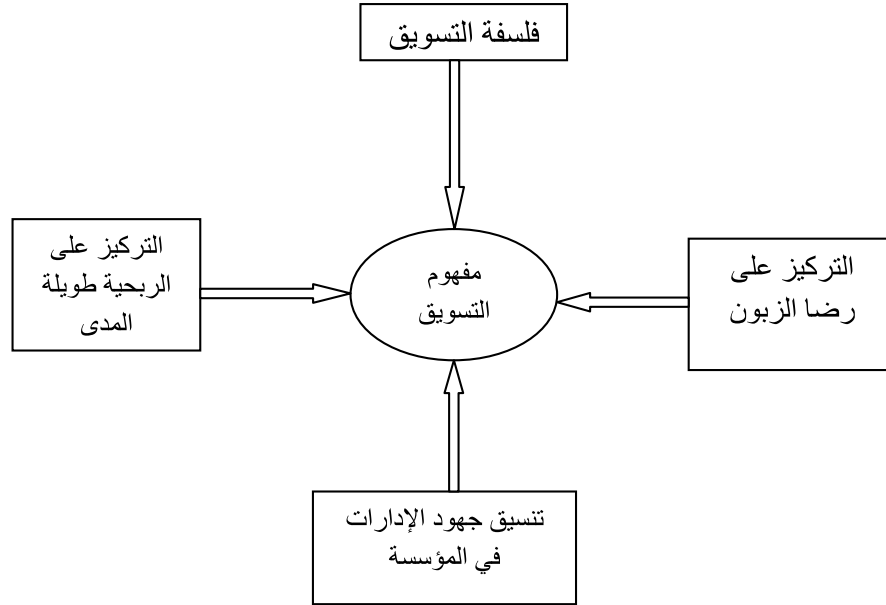 فلسفة التسويق
التركيز على
رضا الزبون
مفهوم
التسويق
التركيز على
الربحية طويلة
المدى
تنسيق جهود الإدارات
في المؤسسة